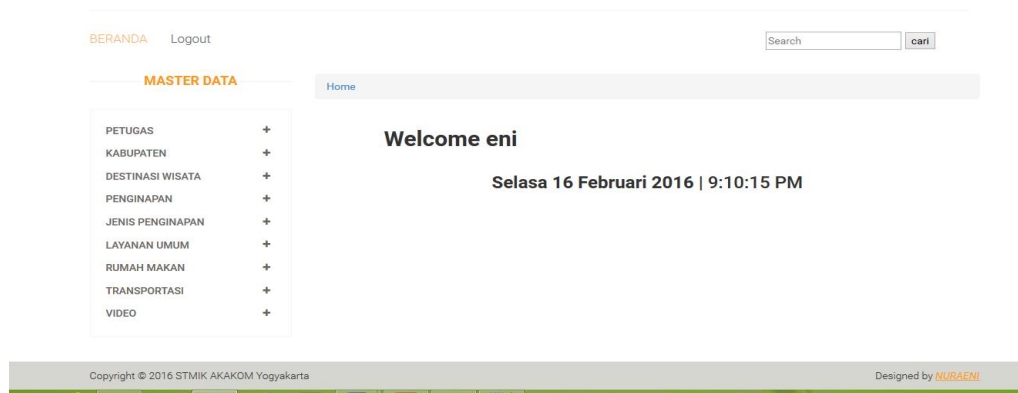 BERANDA Logout
Search cari
MASTER DATA
Home
PETUGAS +
KABUPATEN +
DESTINASI WISATA +
PENGINAPAN +
JENIS PENGINAPAN +
LAYANAN UMUM +
RUMAH MAKAN +
TRANSPORTASI +
VIDEO +
Welcome eni
Selasa 16 Februari 2016 | 9:10:15 PM
Copyright © 2016 STMIK AKAKOM Yogyakarta
Designed by NURAENI